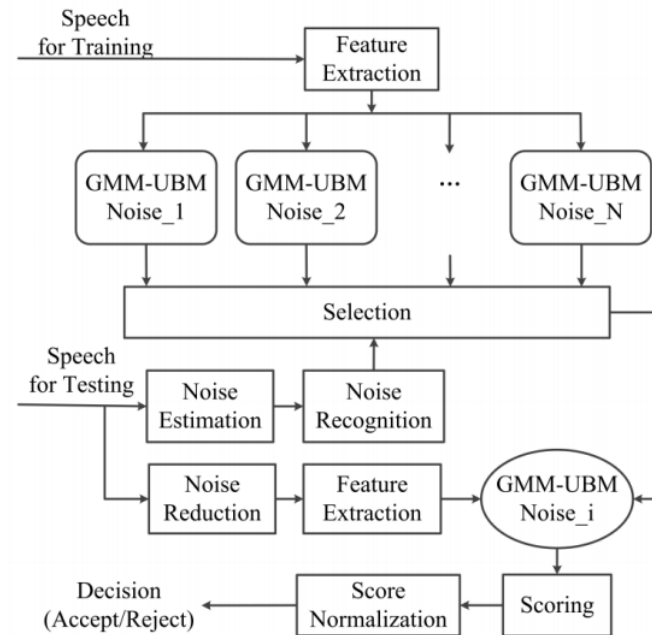 Speech
for Training
Feature
Extraction
GMM-UBM
Noise_1
GMM-UBM
Noise_2
...
GMM-UBM
Noise_N
Selection
Speech
for Testing
Noise
Estimation
Noise
Recognition
Noise
Reduction
Feature
Extraction
GMM-UBM
Noise_i
Decision
(Accept/Reject)
Score
Normalization
Scoring